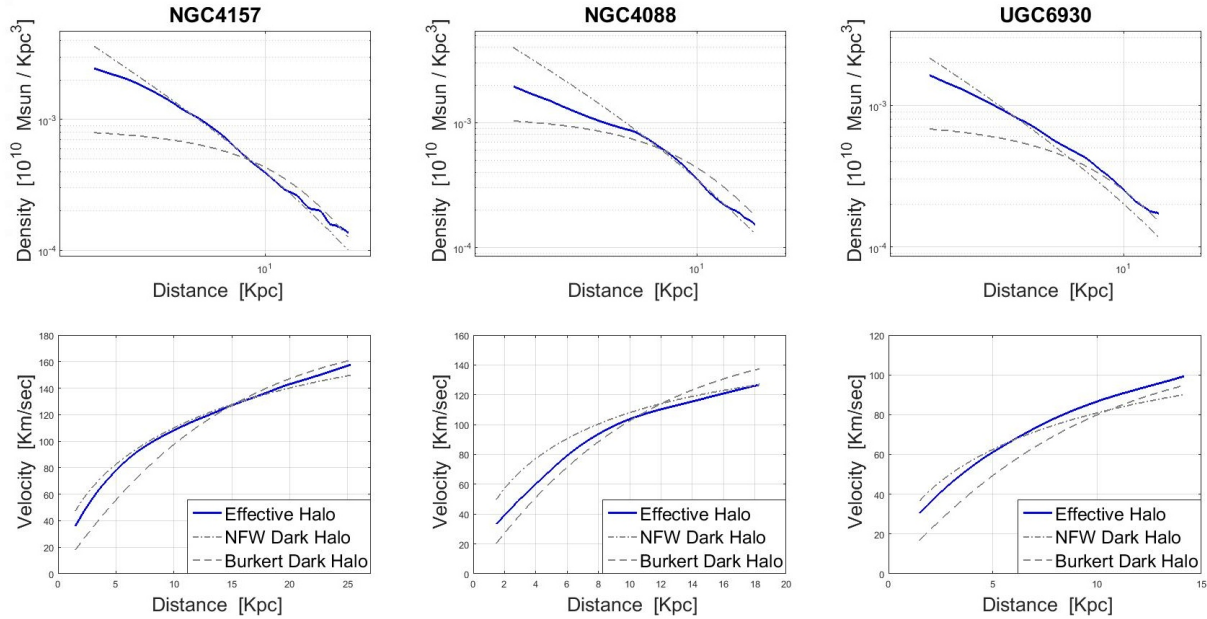 NGC4157
NGC4088
UGC6930
Density [10^10 Msun / Kpc^3]
10^-3
10^-4
10^1
Distance [Kpc]
Density [10^10 Msun / Kpc^3]
10^-3
10^-4
10^1
Distance [Kpc]
Density [10^10 Msun / Kpc^3]
10^-3
10^-4
10^1
Distance [Kpc]
Velocity [Km/sec]
180
160
140
120
100
80
60
40
20
0
0 5 10 15 20 25
Distance [Kpc]
Effective Halo
NFW Dark Halo
Burkert Dark Halo
Velocity [Km/sec]
160
140
120
100
80
60
40
20
0
0 2 4 6 8 10 12 14 16 18 20
Distance [Kpc]
Effective Halo
NFW Dark Halo
Burkert Dark Halo
Velocity [Km/sec]
120
100
80
60
40
20
0
0 5 10 15
Distance [Kpc]
Effective Halo
NFW Dark Halo
Burkert Dark Halo